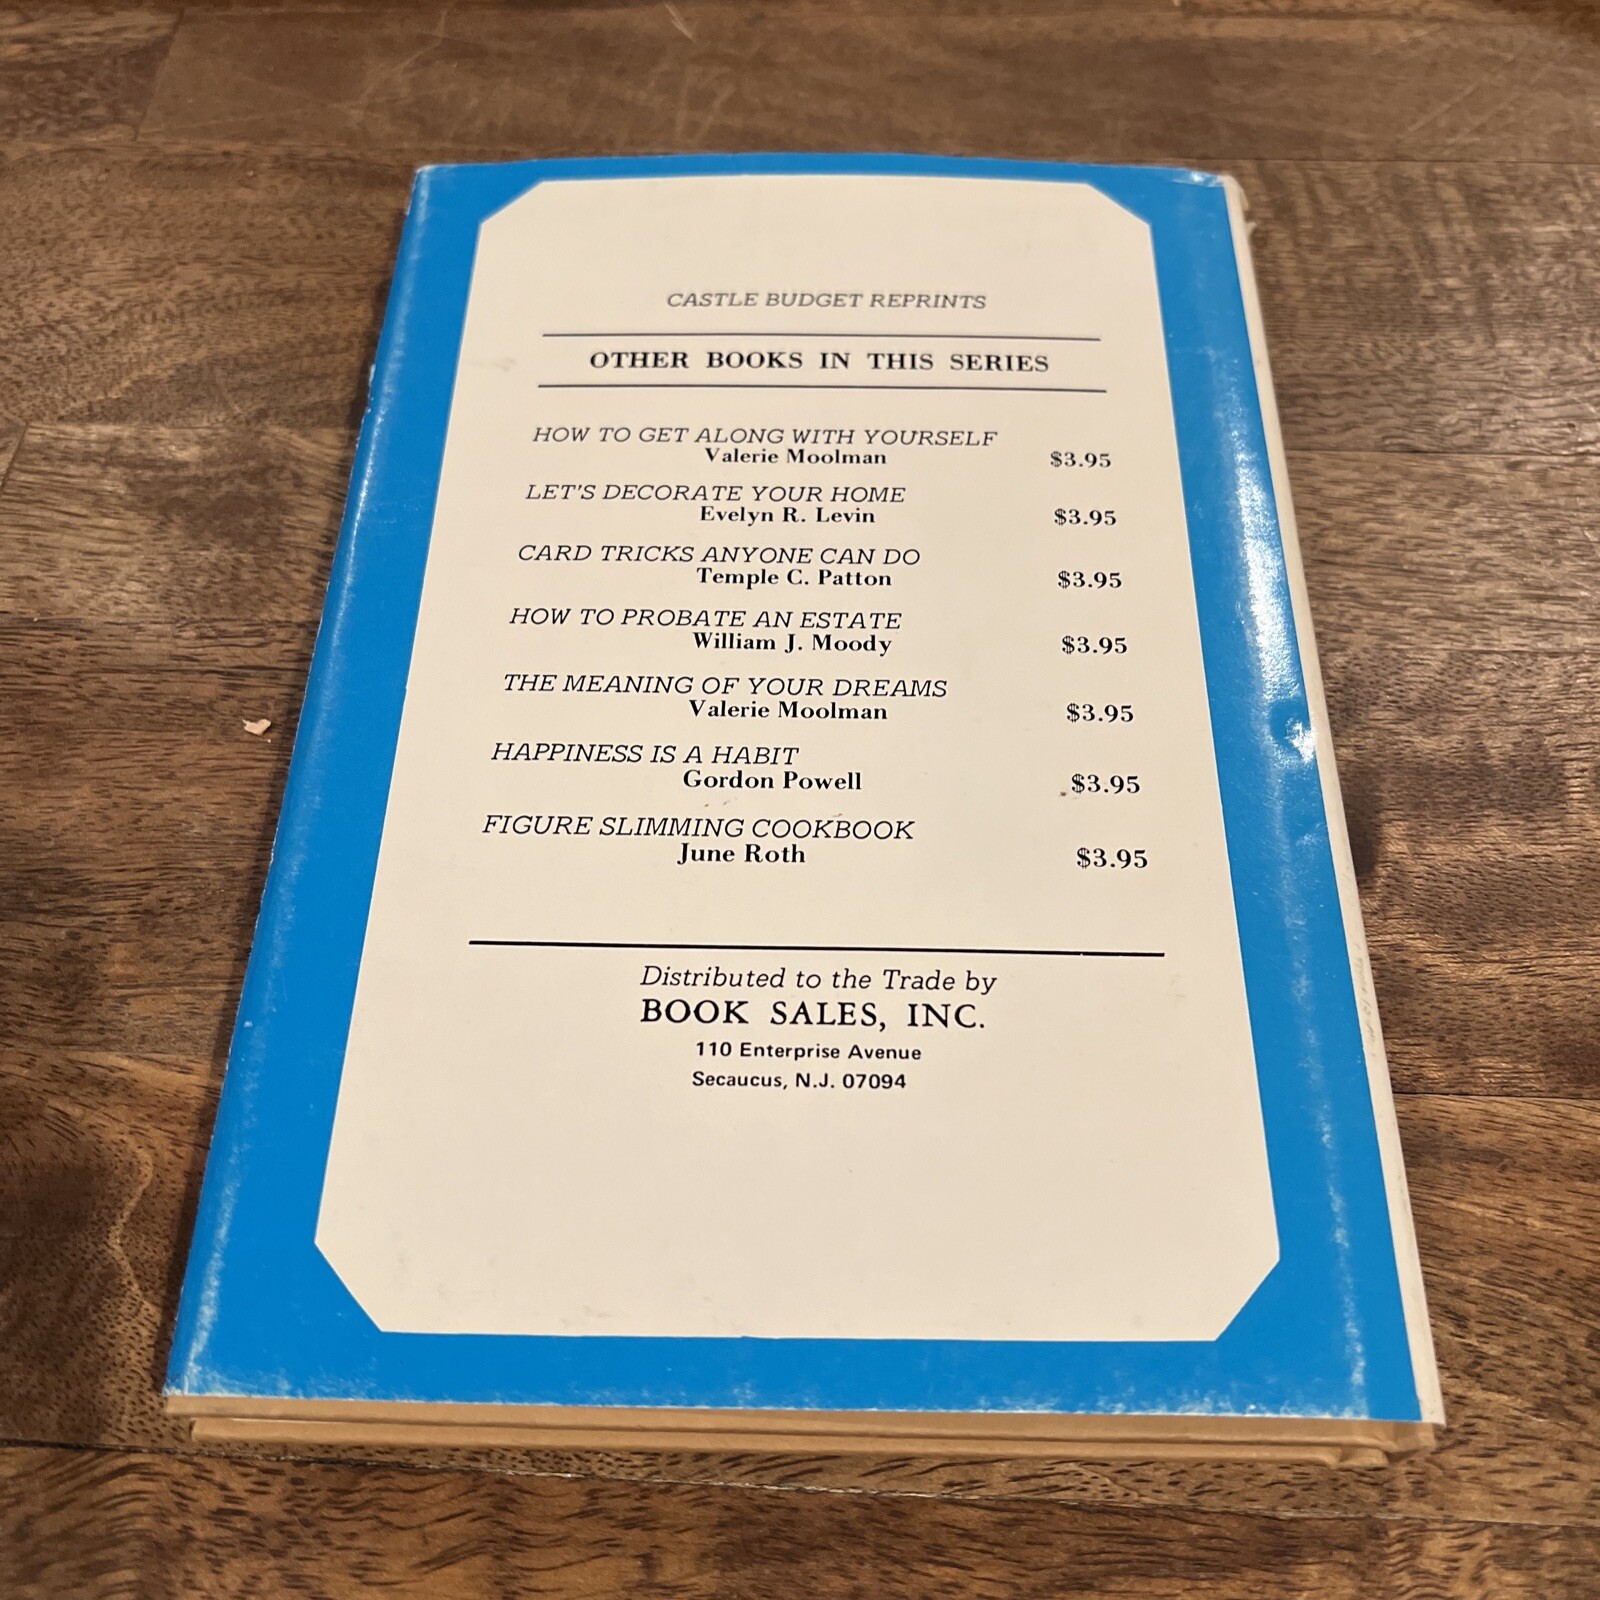 CASTLE BUDGET REPRINTS
OTHER BOOKS IN THIS SERIES
HOW TO GET ALONG WITH YOURSELF
Valerie Moolman $3.95
LET'S DECORATE YOUR HOME
Evelyn R. Levin $3.95
CARD TRICKS ANYONE CAN DO
Temple C. Patton $3.95
HOW TO PROBATE AN ESTATE
William J. Moody $3.95
THE MEANING OF YOUR DREAMS
Valerie Moolman $3.95
HAPPINESS IS A HABIT
Gordon Powell $3.95
FIGURE SLIMMING COOKBOOK
June Roth $3.95
Distributed to the Trade by
BOOK SALES, INC.
110 Enterprise Avenue
Secaucus, N.J. 07094